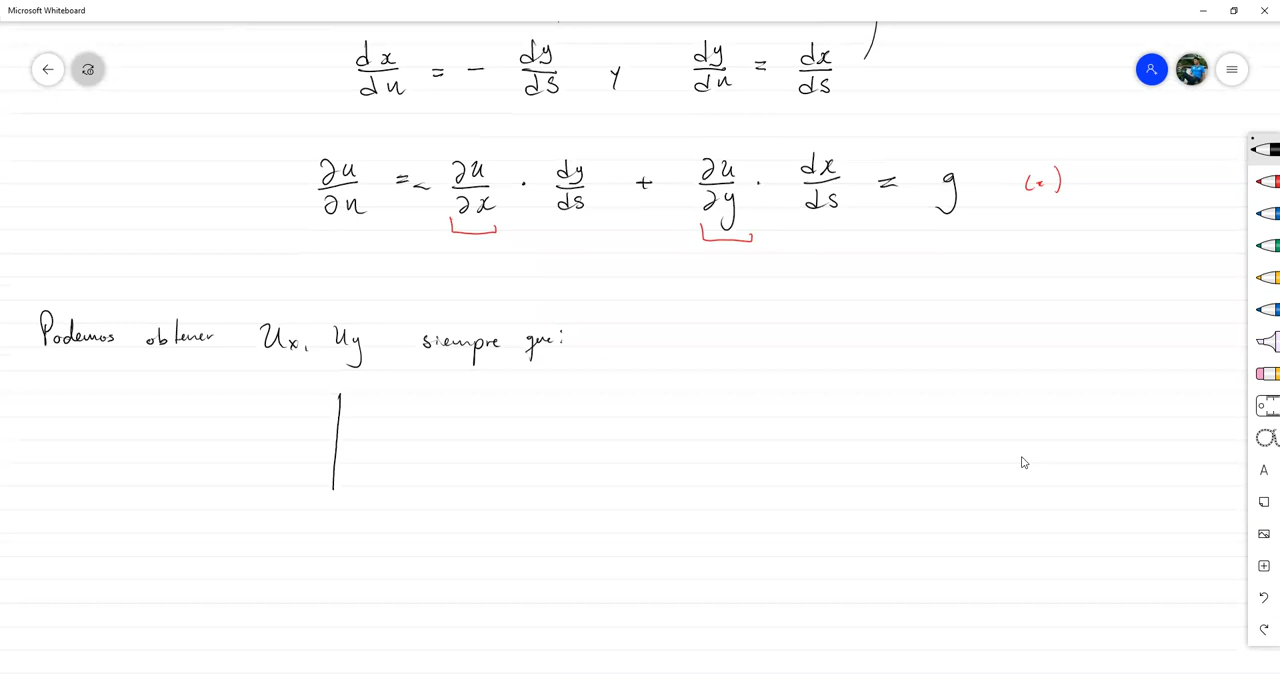 Microsoft Whiteboard
dx/dn = - dy/ds y dy/dn = dx/ds
∂u/∂n = - ∂u/∂x · dy/ds + ∂u/∂y · dx/ds = g (*)
Podemos obtener Ux, Uy siempre que:
A